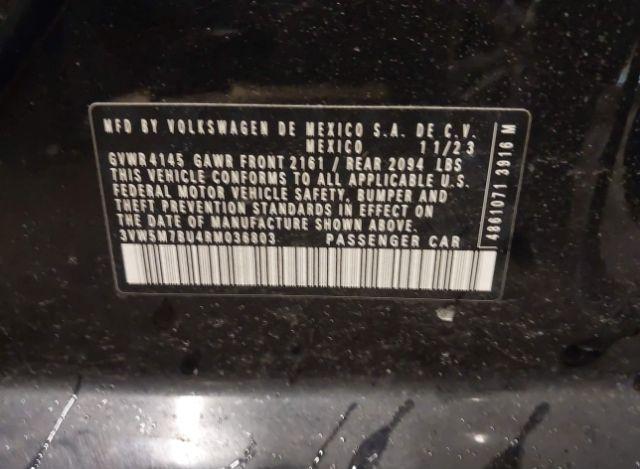 MFD BY VOLKSWAGEN DE MEXICO S.A. DE C.V.
MEXICO 11/23
GVWR 4145 GAWR FRONT 2161 / REAR 2094 LBS
THIS VEHICLE CONFORMS TO ALL APPLICABLE U.S.
FEDERAL MOTOR VEHICLE SAFETY, BUMPER AND
THEFT PREVENTION STANDARDS IN EFFECT ON
THE DATE OF MANUFACTURE SHOWN ABOVE.
3VW5M7BU4RM036803 PASSENGER CAR
4861071 3916 M